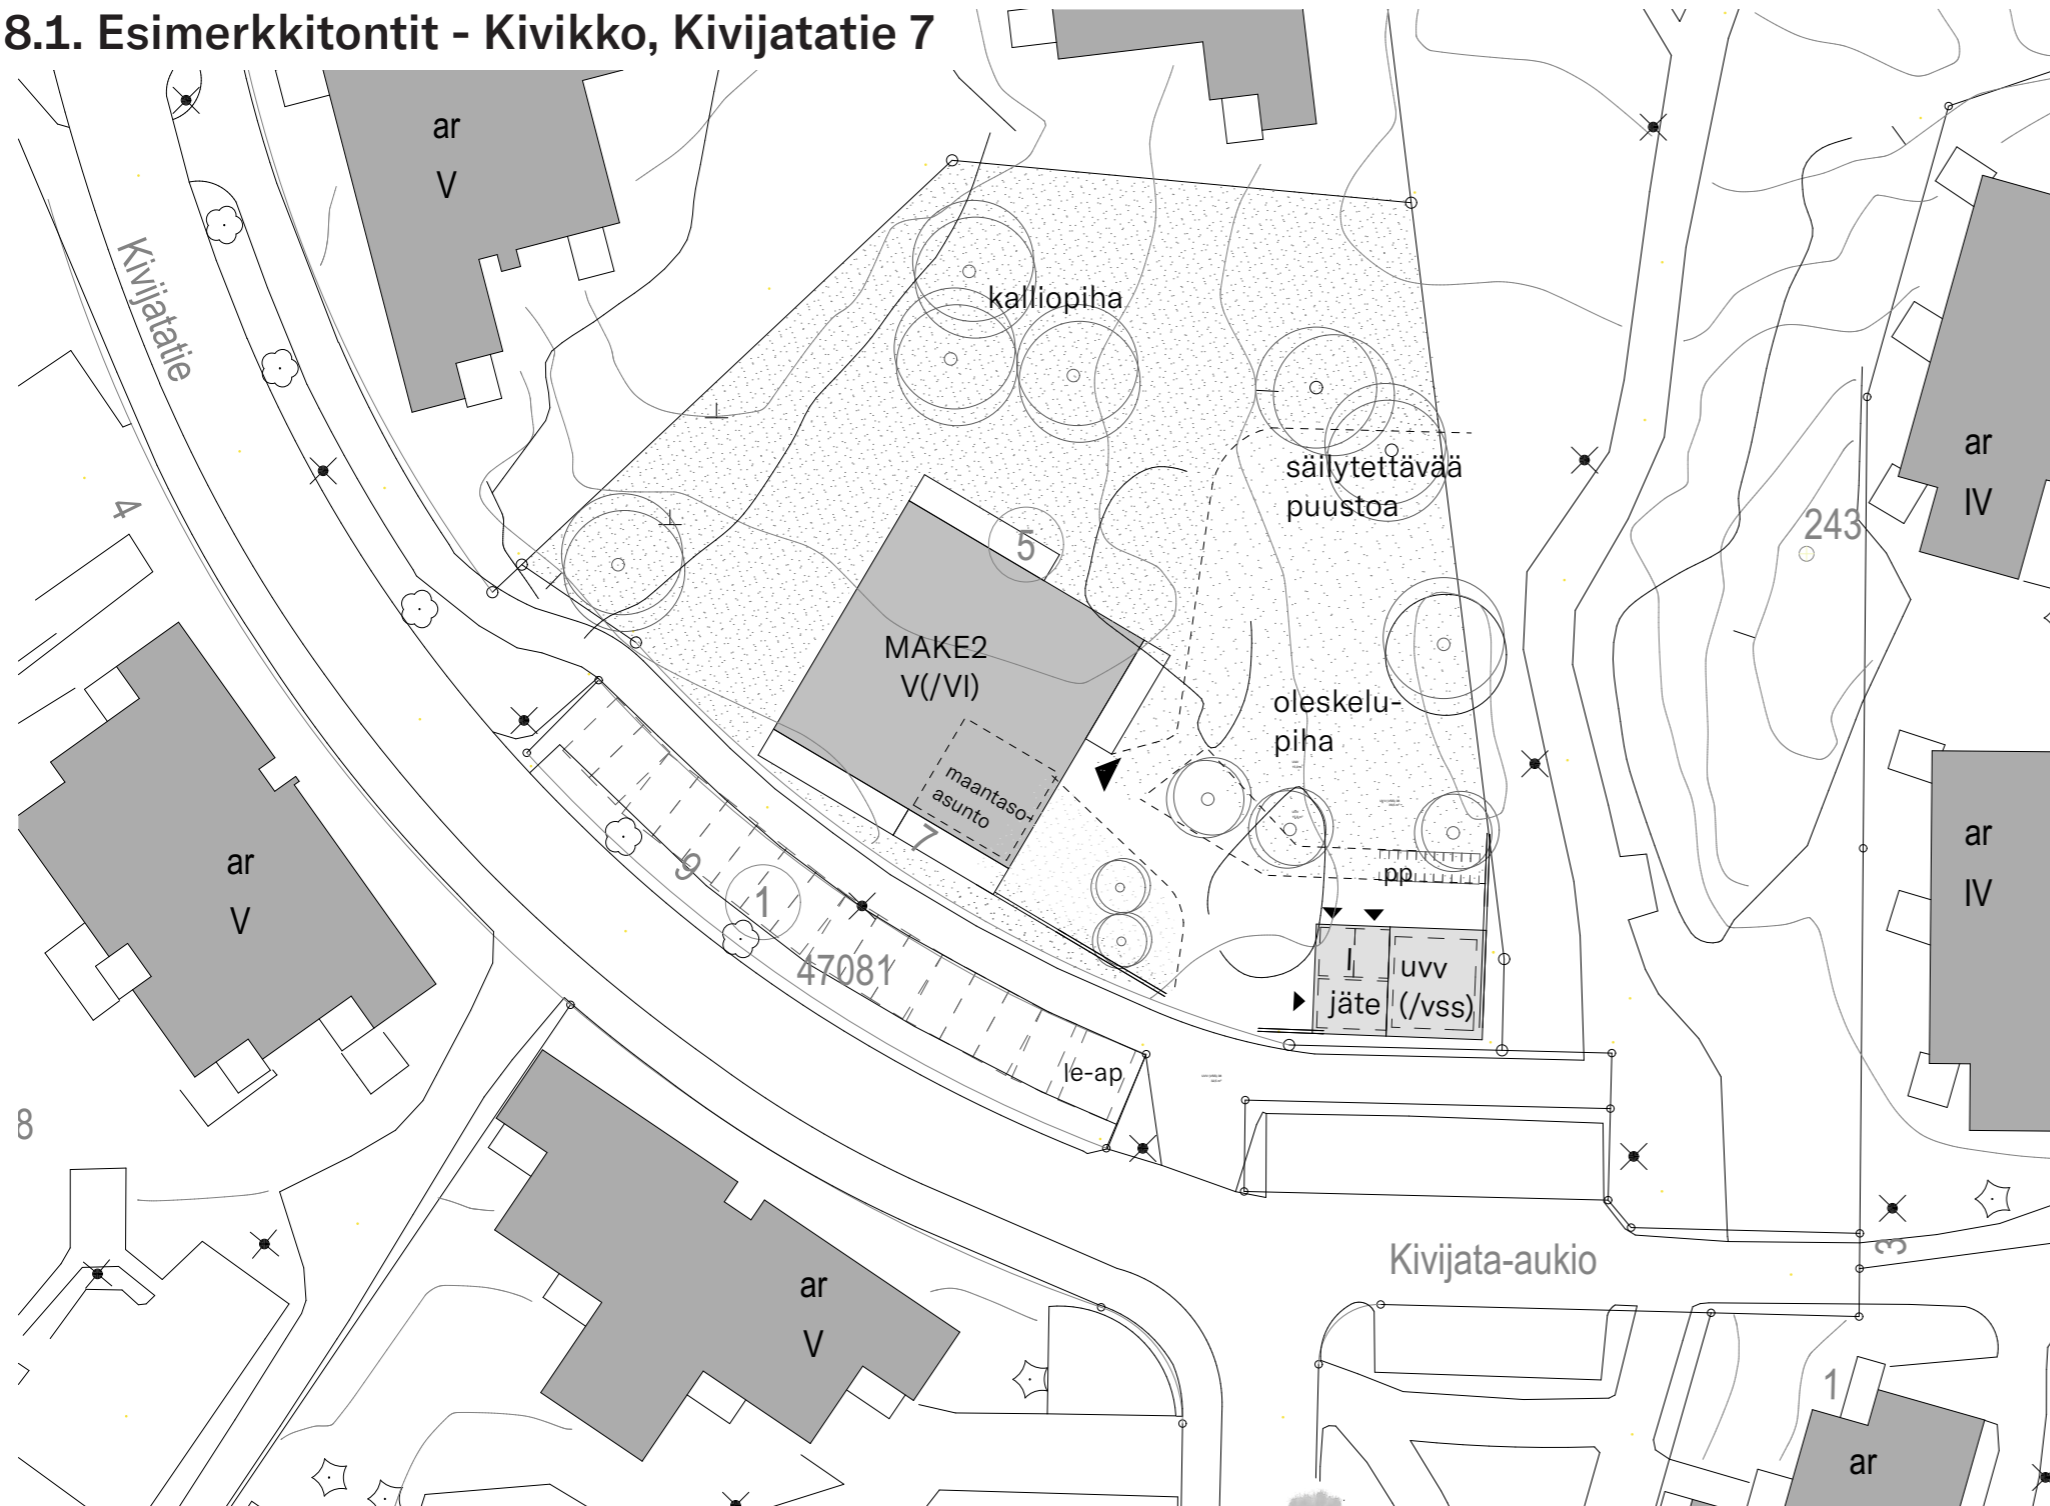 8.1. Esimerkkitontit - Kivikko, Kivijatatie 7
ar
V
Kivijatatie
kalliopiha
säilytettävää
puustoa
ar
IV
243
4
5
MAKE2
V(/VI)
oleskelu-
piha
maantaso-
asunto
7
9
1
47081
pp
ar
V
ar
IV
I
jäte
uvv
(/vss)
le-ap
8
Kivijata-aukio
3
ar
V
1
ar